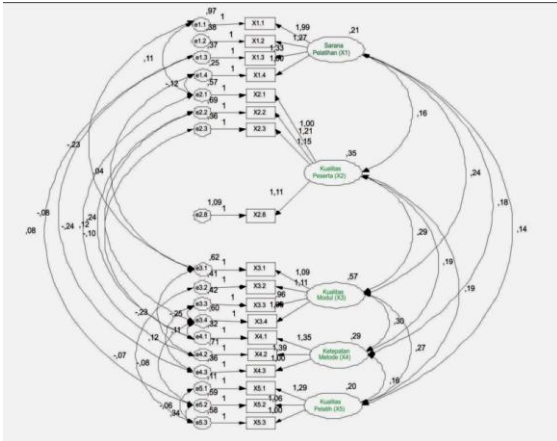 ,97
e1.1 1 X1.1 1,99 ,21
,38
e1.2 1 X1.2 1,27 Sarana
,37
e1.3 1 X1.3 1,33 Pelatihan (X1)
,25
e1.4 1 X1.4
,57
,11
-,12
e2.1 1 X2.1
,69
e2.2 1 X2.2 1,00
,36
e2.3 1 X2.3 1,21
1,15
,16
-,23
,35
Kualitas
Peserta (X2)
,04
,24
1,11
,18
1,09
e2.8 1 X2.8
,08
-,08
-,24
,12
,24
-,10
,29
,14
,19
,19
,62
e3.1 1 X3.1 1,09 ,57
,41
e3.2 1 X3.2 1,11 Kualitas
,42
e3.3 1 X3.3 ,96 Modul (X3)
,60
e3.4 1 X3.4
,32
-,23
-,25
,11
e4.1 1 X4.1 1,35 ,29
,71
e4.2 1 X4.2 1,39 Ketepatan
,36
e4.3 1 X4.3 1,00 Metode (X4)
,30
,27
,12
-,07
-,08
,11
e5.1 1 X5.1 1,29 ,20
,59
e5.2 1 X5.2 1,06 Kualitas
,58
e5.3 1 X5.3 1,00 Pelatih (X5)
-,06
,34